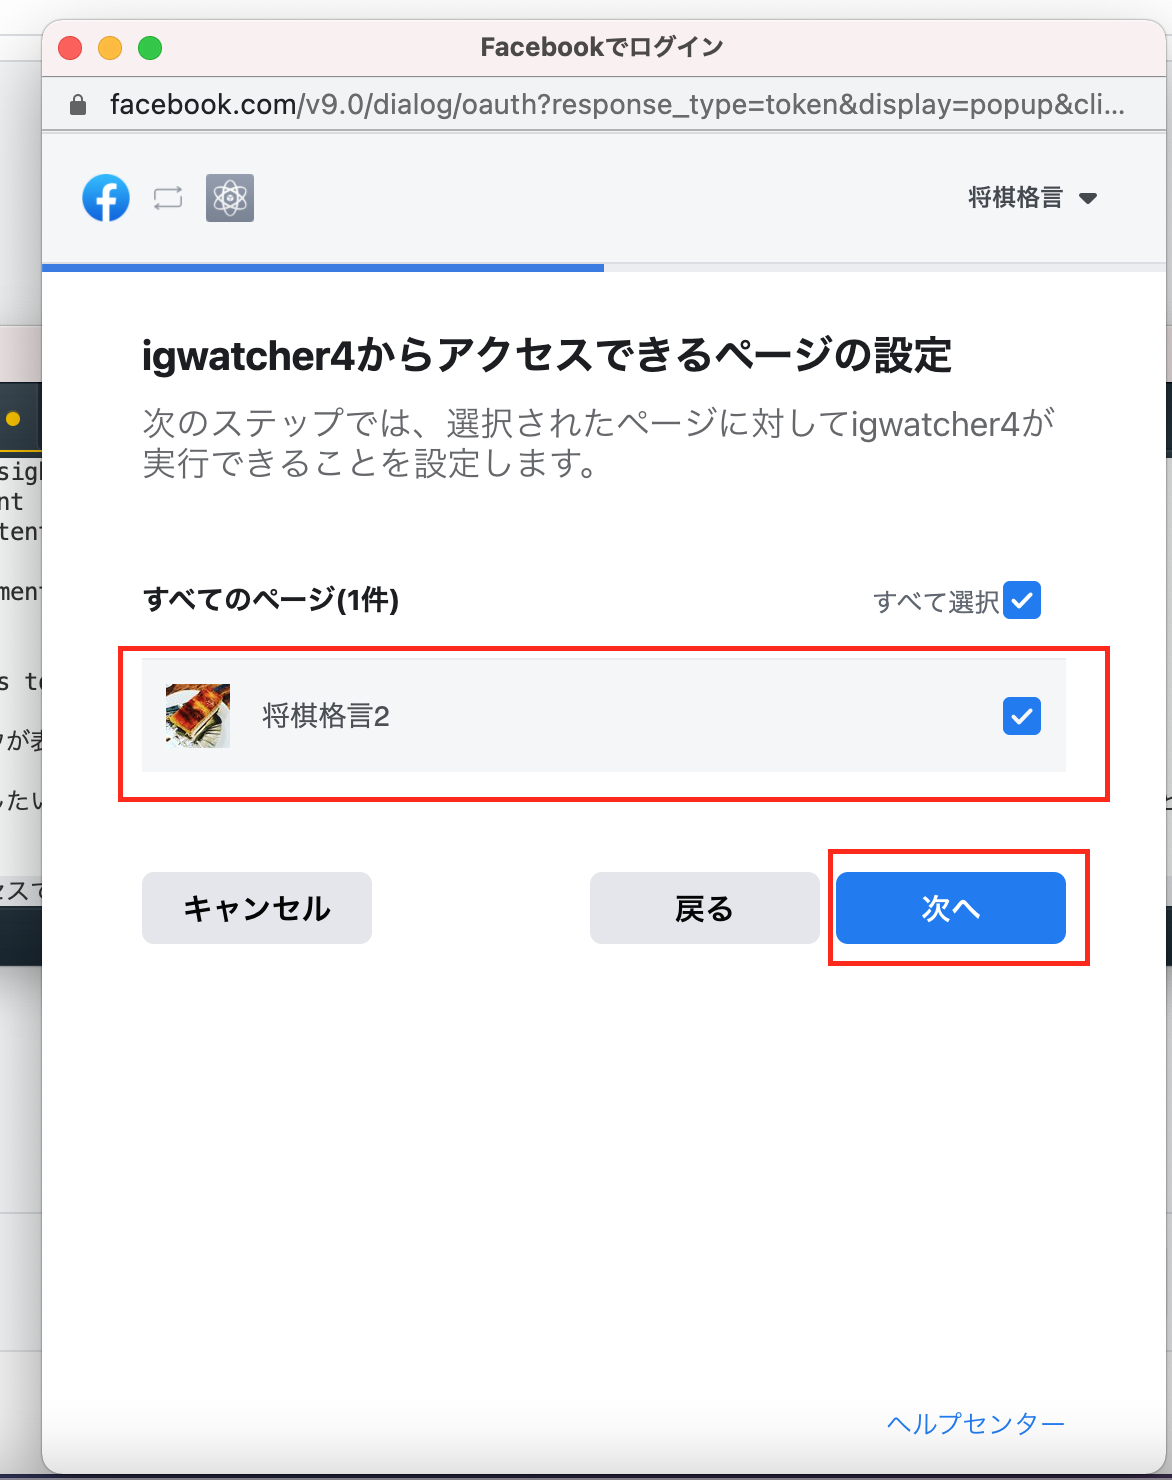 Facebookでログイン
facebook.com/v9.0/dialog/oauth?response_type=token&display=popup&cli...
将棋格言
igwatcher4からアクセスできるページの設定
次のステップでは、選択されたページに対してigwatcher4が
実行できることを設定します。
すべてのページ(1件)
すべて選択
将棋格言2
キャンセル
戻る
次へ
ヘルプセンター